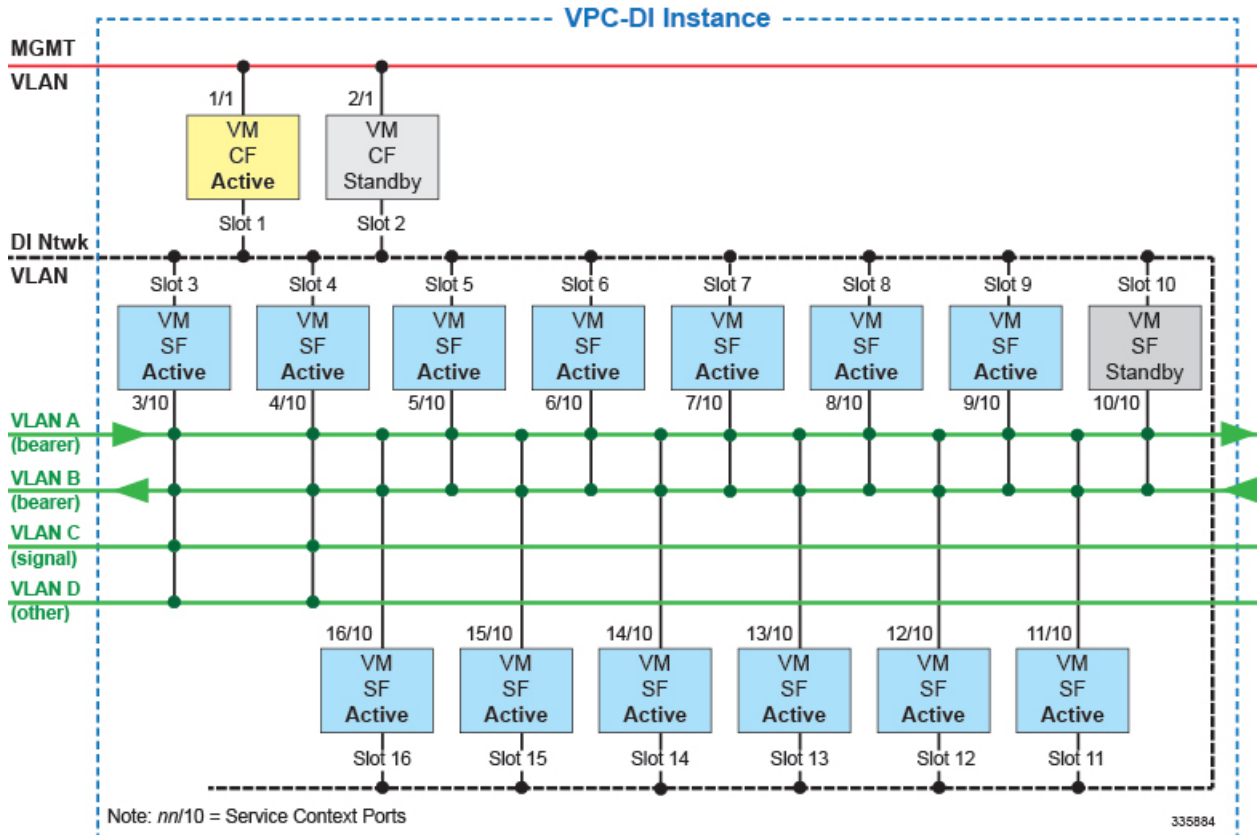 VPC-DI Instance
MGMT
VLAN
1/1
2/1
VM
CF
Active
VM
CF
Standby
Slot 1
Slot 2
DI Ntwk
VLAN
Slot 3
Slot 4
Slot 5
Slot 6
Slot 7
Slot 8
Slot 9
Slot 10
VM
SF
Active
VM
SF
Active
VM
SF
Active
VM
SF
Active
VM
SF
Active
VM
SF
Active
VM
SF
Active
VM
SF
Standby
3/10
4/10
5/10
6/10
7/10
8/10
9/10
10/10
VLAN A
(bearer)
VLAN B
(bearer)
VLAN C
(signal)
VLAN D
(other)
16/10
15/10
14/10
13/10
12/10
11/10
VM
SF
Active
VM
SF
Active
VM
SF
Active
VM
SF
Active
VM
SF
Active
VM
SF
Active
Slot 16
Slot 15
Slot 14
Slot 13
Slot 12
Slot 11
Note: nn/10 = Service Context Ports
335884